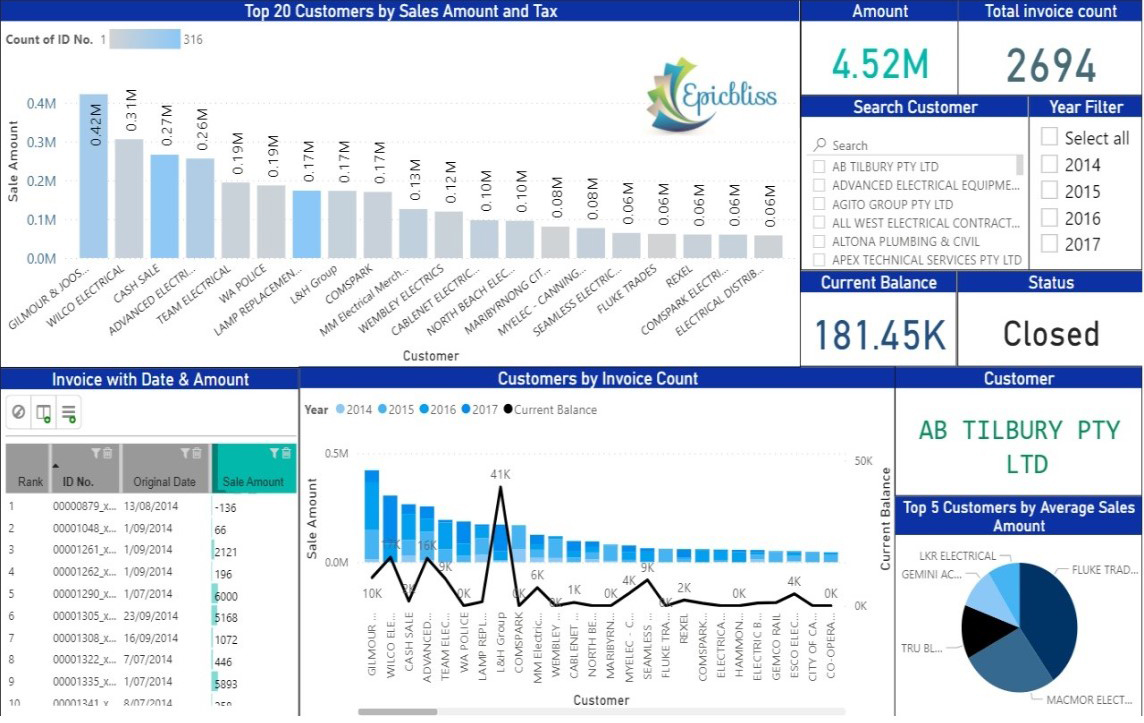 Top 20 Customers by Sales Amount and Tax
Count of ID No. 1 316
Epicbliss
Sale Amount
0.4M
0.3M
0.2M
0.1M
0.0M
0.42M
0.31M
0.27M
0.26M
0.19M
0.19M
0.17M
0.17M
0.17M
0.13M
0.12M
0.10M
0.10M
0.08M
0.08M
0.06M
0.06M
0.06M
0.06M
0.06M
GILMOUR & JOOS...
WILCO ELECTRICAL
CASH SALE
ADVANCED ELECTRI...
TEAM ELECTRICAL
WA POLICE
LAMP REPLACEMEN...
L&H Group
COMSPARK
MM Electrical Merch...
WEMBLEY ELECTRICS
CABLENET ELECTRIC...
NORTH BEACH ELEC...
MARIBYRNONG CIT...
MYELEC - CANNING...
SEAMLESS ELECTRIC...
FLUKE TRADES
REXEL
COMSPARK ELECTRI...
ELECTRICAL DISTRIB...
Customer
Amount
4.52M
Total invoice count
2694
Search Customer
Search
AB TILBURY PTY LTD
ADVANCED ELECTRICAL EQUIPME...
AGITO GROUP PTY LTD
ALL WEST ELECTRICAL CONTRACT...
ALTONA PLUMBING & CIVIL
APEX TECHNICAL SERVICES PTY LTD
Year Filter
Select all
2014
2015
2016
2017
Current Balance
181.45K
Status
Closed
Invoice with Date & Amount
Rank ID No. Original Date Sale Amount
1 00000879_x... 13/08/2014 -136
2 00001048_x... 1/09/2014 66
3 00001261_x... 1/09/2014 2121
4 00001262_x... 1/09/2014 196
5 00001290_x... 1/07/2014 6000
6 00001305_x... 23/09/2014 5168
7 00001308_x... 16/09/2014 1072
8 00001322_x... 7/07/2014 446
9 00001335_x... 1/07/2014 5893
10 00001341_x... 8/07/2014
Customers by Invoice Count
Year 2014 2015 2016 2017 Current Balance
Sale Amount
0.5M
0.0M
50K
0K
Current Balance
10K
16K
9K
0K
41K
0K
6K
0K
1K
0K
4K
9K
0K
2K
0K
4K
0K
GILMOUR ...
WILCO ELE...
CASH SALE
ADVANCED...
TEAM ELEC...
WA POLICE
LAMP REPL...
L&H Group
COMSPARK
MM Electric...
WEMBLEY ...
CABLENET ...
NORTH BE...
MARIBYRN...
MYELEC - C...
SEAMLESS ...
FLUKE TRA...
REXEL
COMSPARK...
ELECTRICA...
HAMMON...
ELECTRIC B...
GEMCO RAIL
ESCO ELEC...
CITY OF CA...
CO-OPERA...
Customer
Customer
AB TILBURY PTY
LTD
Top 5 Customers by Average Sales
Amount
LKR ELECTRICAL
GEMINI AC...
FLUKE TRAD...
TRU BL...
MACMOR ELECT...